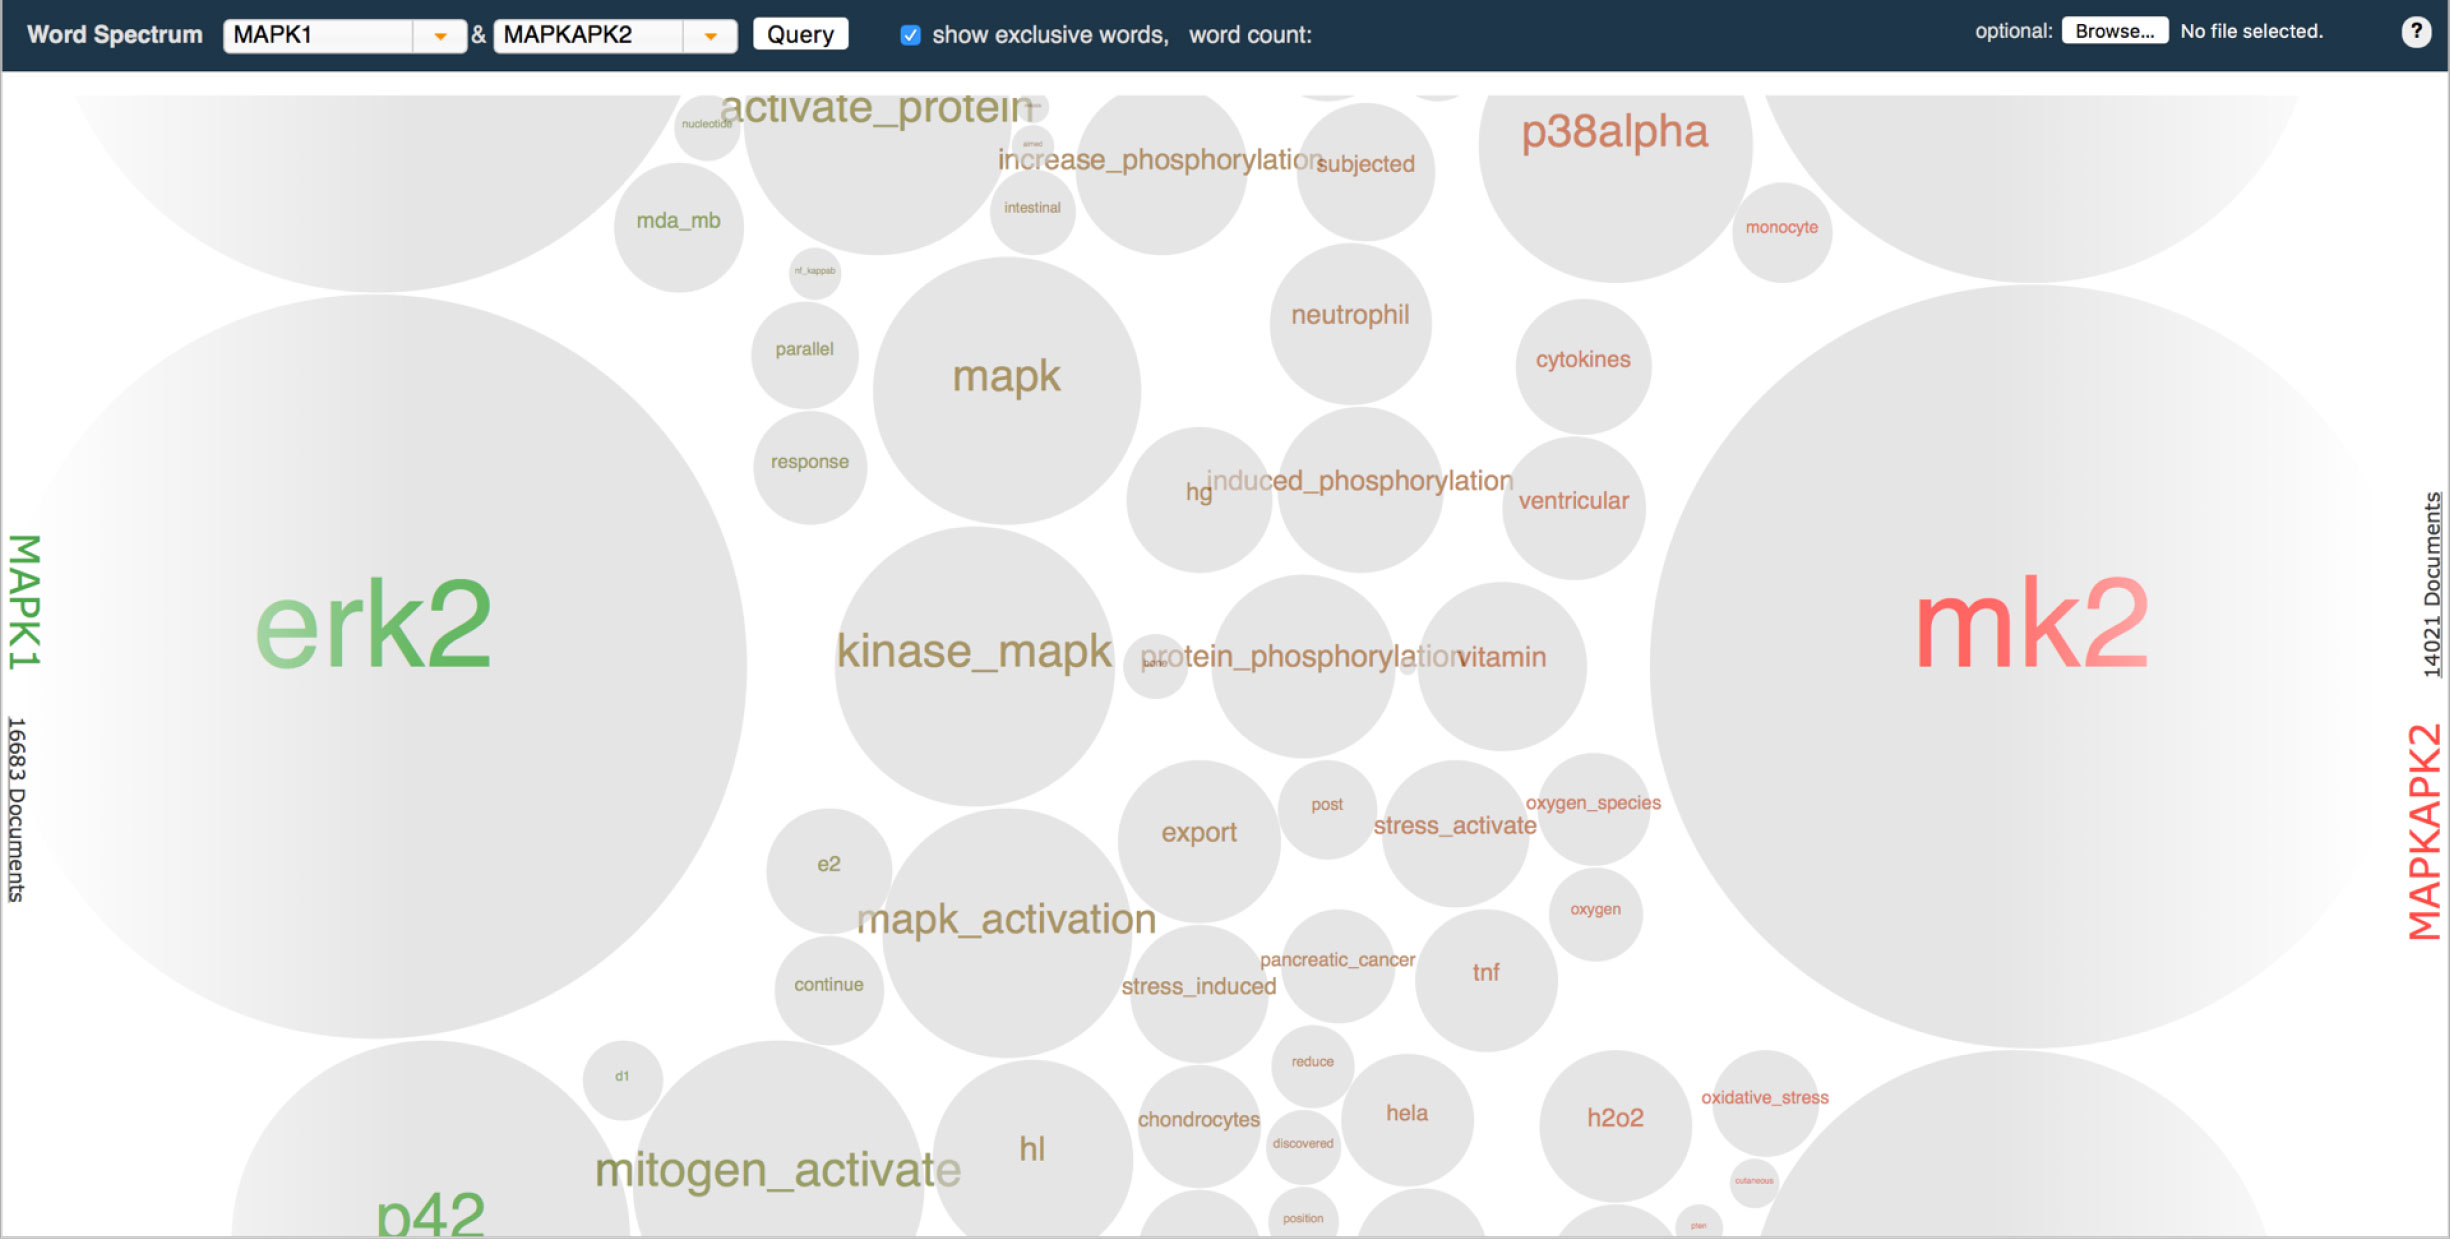 Word Spectrum MAPK1 & MAPKAPK2 Query show exclusive words, word count: optional: Browse... No file selected. ?
activate_protein
nucleotide
p38alpha
aimed
increase_phosphorylation
subjected
intestinal
mda_mb
monocyte
nf_kappab
neutrophil
parallel
cytokines
mapk
response
hg
induced_phosphorylation
ventricular
MAPK1
16683 Documents
erk2
kinase_mapk
protein_phosphorylation
vitamin
mk2
14021 Documents
MAPKAPK2
export
post
stress_activate
oxygen_species
e2
mapk_activation
oxygen
continue
stress_induced
pancreatic_cancer
tnf
d1
reduce
chondrocytes
hela
h2o2
oxidative_stress
mitogen_activate
hl
discovered
cutaneous
p42
position
pten